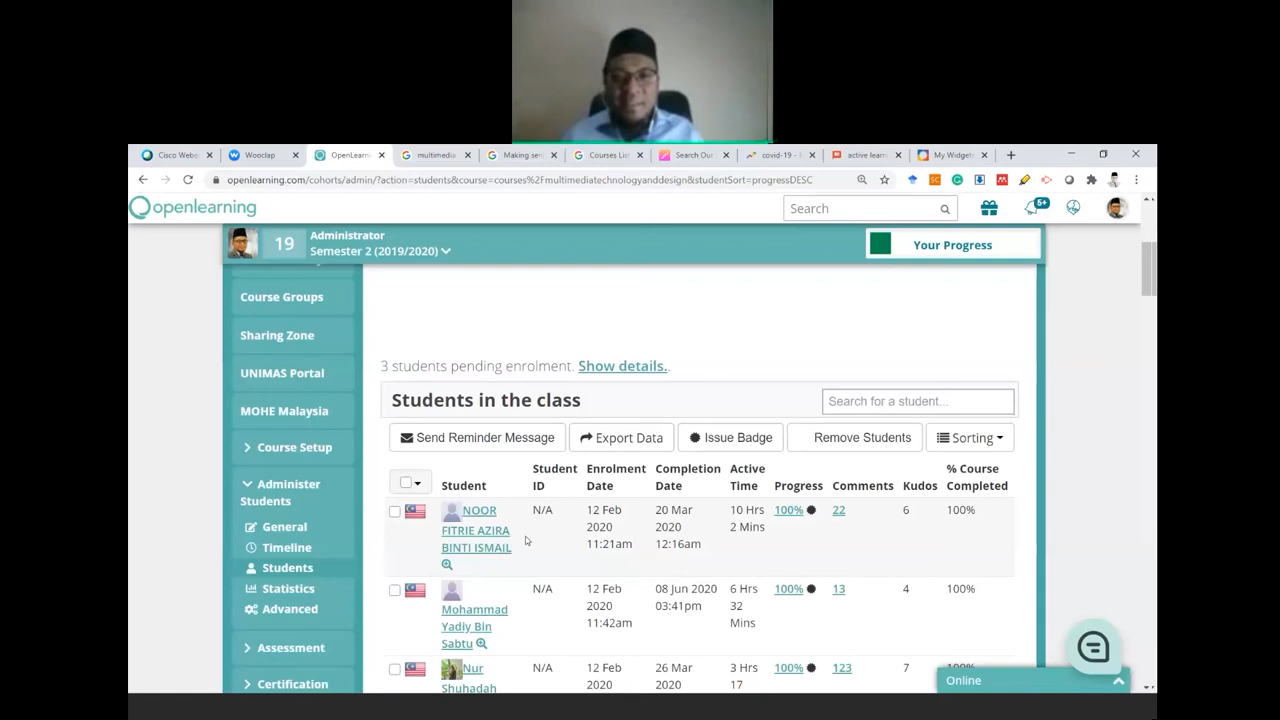 Cisco Webe
Wooclap
OpenLearn
multimedia
Making sen
Courses Lis
Search Our
covid-19 -
active learn
My Widget
openlearning.com/cohorts/admin/?action=students&course=courses%2Fmultimediatechnologyanddesign&studentSort=progressDESC
openlearning
Search
5+
19
Administrator
Semester 2 (2019/2020)
Your Progress
Course Groups
Sharing Zone
UNIMAS Portal
MOHE Malaysia
Course Setup
Administer
Students
General
Timeline
Students
Statistics
Advanced
Assessment
Certification
3 students pending enrolment. Show details..
Students in the class
Search for a student...
Send Reminder Message
Export Data
Issue Badge
Remove Students
Sorting
Student
Student
ID
Enrolment
Date
Completion
Date
Active
Time
Progress
Comments
Kudos
% Course
Completed
NOOR
FITRIE AZIRA
BINTI ISMAIL
N/A
12 Feb
2020
11:21am
20 Mar
2020
12:16am
10 Hrs
2 Mins
100%
22
6
100%
Mohammad
Yadiy Bin
Sabtu
N/A
12 Feb
2020
11:42am
08 Jun 2020
03:41pm
6 Hrs
32
Mins
100%
13
4
100%
Nur
Shuhadah
N/A
12 Feb
2020
26 Mar
2020
3 Hrs
17
100%
123
7
100%
Online